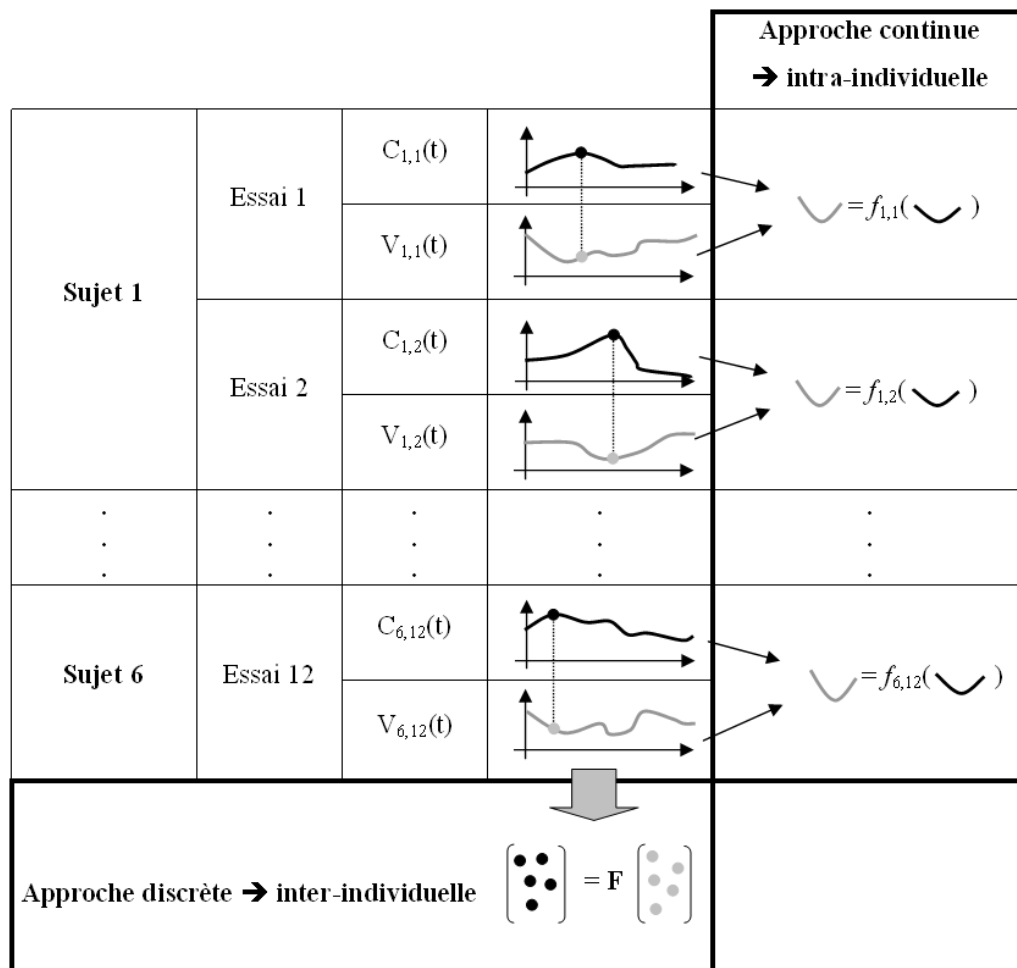 Approche continue
➔ intra-individuelle
Sujet 1
Essai 1
C1,1(t)
V1,1(t)
= f1,1( )
Essai 2
C1,2(t)
V1,2(t)
= f1,2( )
Sujet 6
Essai 12
C6,12(t)
V6,12(t)
= f6,12( )
Approche discrète ➔ inter-individuelle
= F